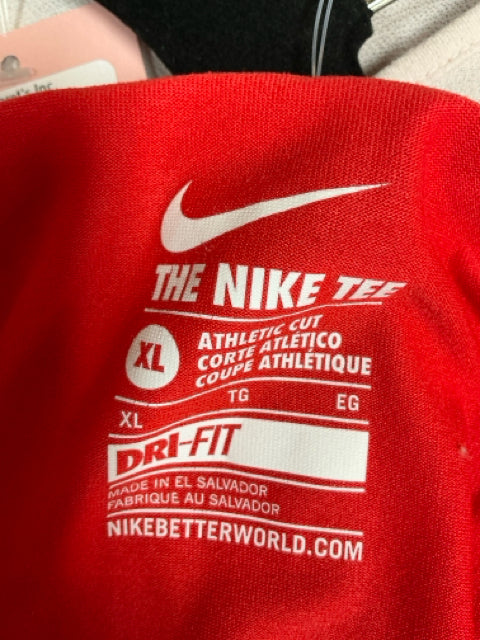 THE NIKE TEE
XL
ATHLETIC CUT
CORTE ATLÉTICO
COUPE ATHLÉTIQUE
XL TG EG
DRI-FIT
MADE IN EL SALVADOR
FABRIQUE AU SALVADOR
NIKEBETTERWORLD.COM